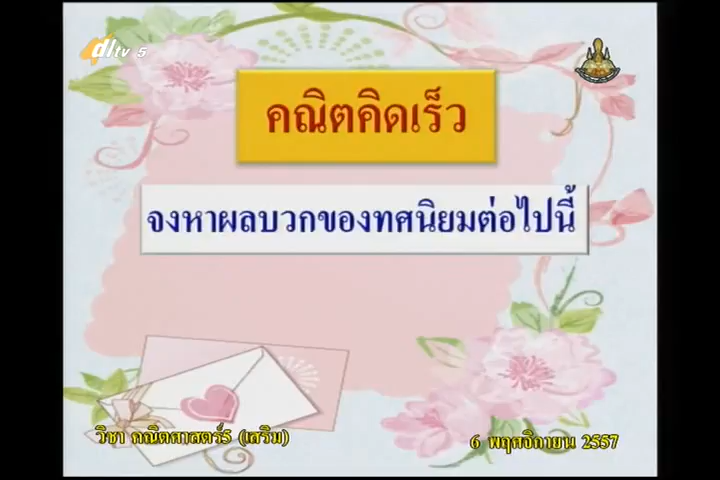 dltv 5
คณิตคิดเร็ว
จงหาผลบวกของทศนิยมต่อไปนี้
วิชา คณิตศาสตร์5 (เสริม)
6 พฤศจิกายน 2557